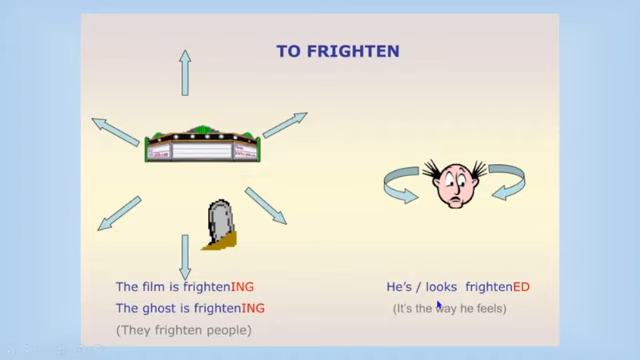 TO FRIGHTEN
The film is frightenING
The ghost is frightenING
(They frighten people)
He's / looks frightenED
(It's the way he feels)